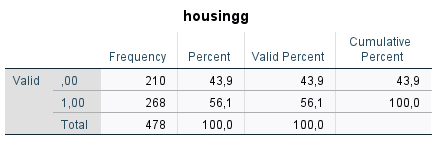 housingg
Frequency Percent Valid Percent Cumulative Percent
Valid ,00 210 43,9 43,9 43,9
1,00 268 56,1 56,1 100,0
Total 478 100,0 100,0